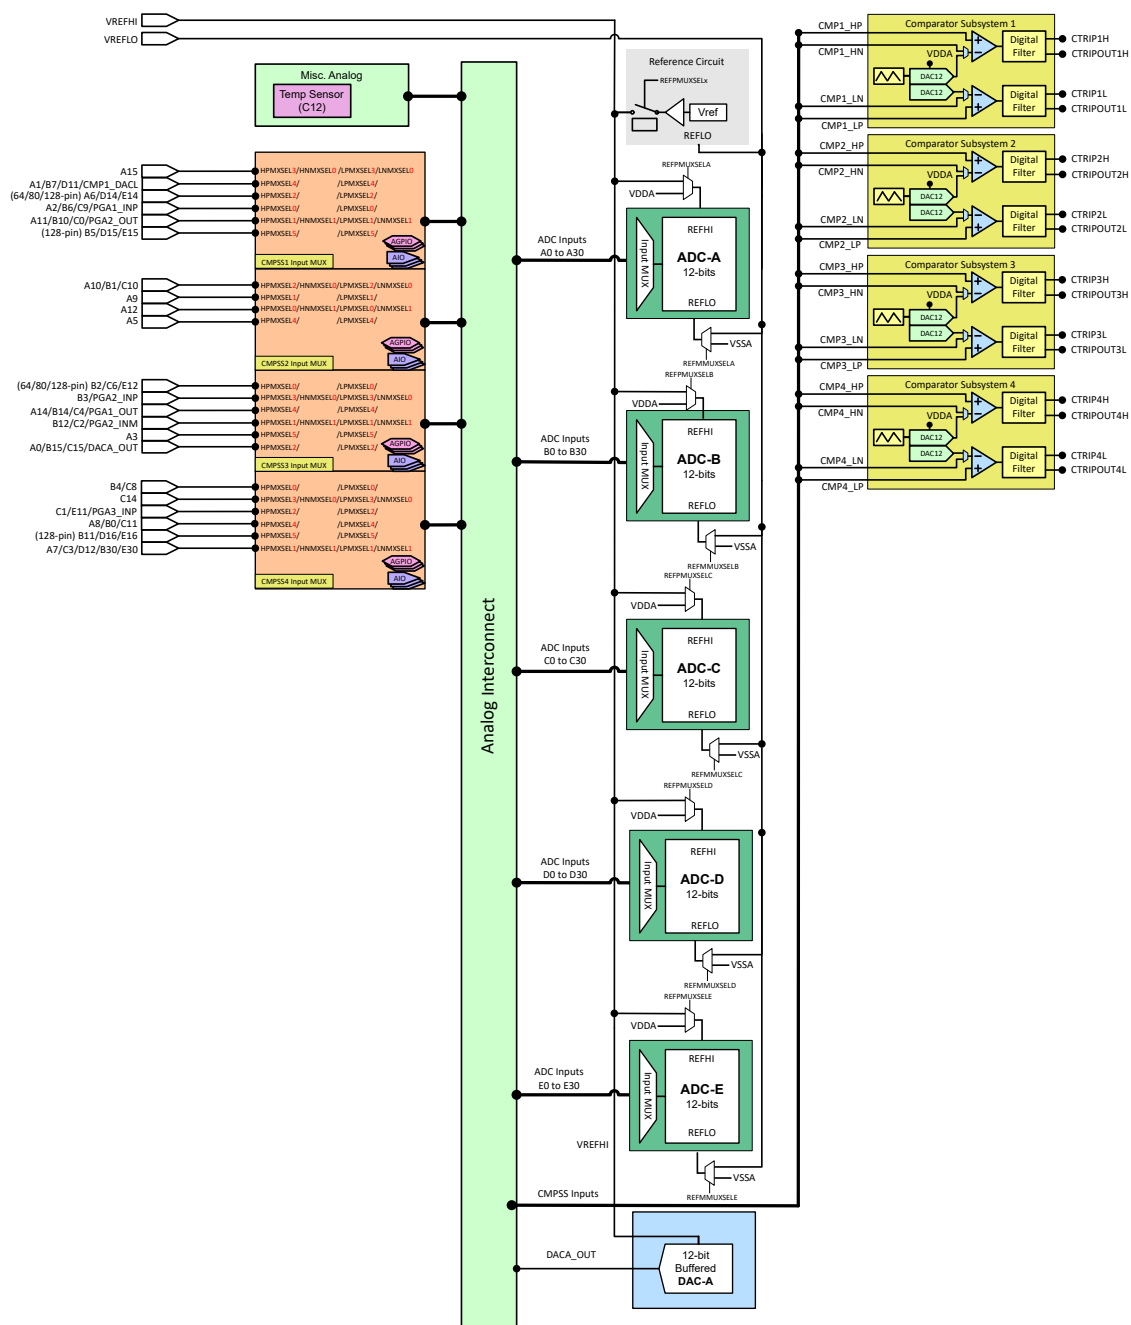 VREFHI
VREFLO
Misc. Analog
Temp Sensor
(C12)
A15
A1/B7/D11/CMP1_DACL
(64/80/128-pin) A6/D14/E14
A2/B6/C9/PGA1_INP
A11/B10/C0/PGA2_OUT
(128-pin) B5/D15/E15
HPMXSEL3/HNMXSEL0 /LPMXSEL3/LNMXSEL0
HPMXSEL4/ /LPMXSEL4/
HPMXSEL2/ /LPMXSEL2/
HPMXSEL0/ /LPMXSEL0/
HPMXSEL1/HNMXSEL1/LPMXSEL1/LNMXSEL1
HPMXSEL5/ /LPMXSEL5/
AGPIO
AIO
CMPSS1 Input MUX
A10/B1/C10
A9
A12
A5
HPMXSEL2/HNMXSEL0/LPMXSEL2/LNMXSEL0
HPMXSEL1/ /LPMXSEL1/
HPMXSEL0/HNMXSEL1/LPMXSEL0/LNMXSEL1
HPMXSEL4/ /LPMXSEL4/
AGPIO
AIO
CMPSS2 Input MUX
(64/80/128-pin) B2/C6/E12
B3/PGA2_INP
A14/B14/C4/PGA1_OUT
B12/C2/PGA2_INM
A3
A0/B15/C15/DACA_OUT
HPMXSEL0/ /LPMXSEL0/
HPMXSEL3/HNMXSEL0/LPMXSEL3/LNMXSEL0
HPMXSEL4/ /LPMXSEL4/
HPMXSEL1/HNMXSEL1/LPMXSEL1/LNMXSEL1
HPMXSEL5/ /LPMXSEL5/
HPMXSEL2/ /LPMXSEL2/
AGPIO
AIO
CMPSS3 Input MUX
B4/C8
C14
C1/E11/PGA3_INP
A8/B0/C11
(128-pin) B11/D16/E16
A7/C3/D12/B30/E30
HPMXSEL0/ /LPMXSEL0/
HPMXSEL3/HNMXSEL0/LPMXSEL3/LNMXSEL0
HPMXSEL2/ /LPMXSEL2/
HPMXSEL4/ /LPMXSEL4/
HPMXSEL5/ /LPMXSEL5/
HPMXSEL1/HNMXSEL1/LPMXSEL1/LNMXSEL1
AGPIO
AIO
CMPSS4 Input MUX
Analog Interconnect
Reference Circuit
REFPMUXSELx
Vref
REFLO
REFPMUXSELA
VDDA
ADC Inputs
A0 to A30
Input MUX
REFHI
ADC-A
12-bits
REFLO
VSSA
REFMMUXSELA
REFPMUXSELB
VDDA
ADC Inputs
B0 to B30
Input MUX
REFHI
ADC-B
12-bits
REFLO
VSSA
REFMMUXSELB
REFPMUXSELC
VDDA
ADC Inputs
C0 to C30
Input MUX
REFHI
ADC-C
12-bits
REFLO
VSSA
REFMMUXSELC
REFPMUXSELD
VDDA
ADC Inputs
D0 to D30
Input MUX
REFHI
ADC-D
12-bits
REFLO
VSSA
REFMMUXSELD
REFPMUXSELE
VDDA
ADC Inputs
E0 to E30
Input MUX
REFHI
ADC-E
12-bits
REFLO
VREFHI
VSSA
REFMMUXSELE
CMPSS Inputs
DACA_OUT
12-bit
Buffered
DAC-A
Comparator Subsystem 1
CMP1_HP
CMP1_HN
CMP1_LN
CMP1_LP
VDDA
DAC12
DAC12
Digital
Filter
Digital
Filter
CTRIP1H
CTRIPOUT1H
CTRIP1L
CTRIPOUT1L
Comparator Subsystem 2
CMP2_HP
CMP2_HN
CMP2_LN
CMP2_LP
VDDA
DAC12
DAC12
Digital
Filter
Digital
Filter
CTRIP2H
CTRIPOUT2H
CTRIP2L
CTRIPOUT2L
Comparator Subsystem 3
CMP3_HP
CMP3_HN
CMP3_LN
CMP3_LP
VDDA
DAC12
DAC12
Digital
Filter
Digital
Filter
CTRIP3H
CTRIPOUT3H
CTRIP3L
CTRIPOUT3L
Comparator Subsystem 4
CMP4_HP
CMP4_HN
CMP4_LN
CMP4_LP
VDDA
DAC12
DAC12
Digital
Filter
Digital
Filter
CTRIP4H
CTRIPOUT4H
CTRIP4L
CTRIPOUT4L